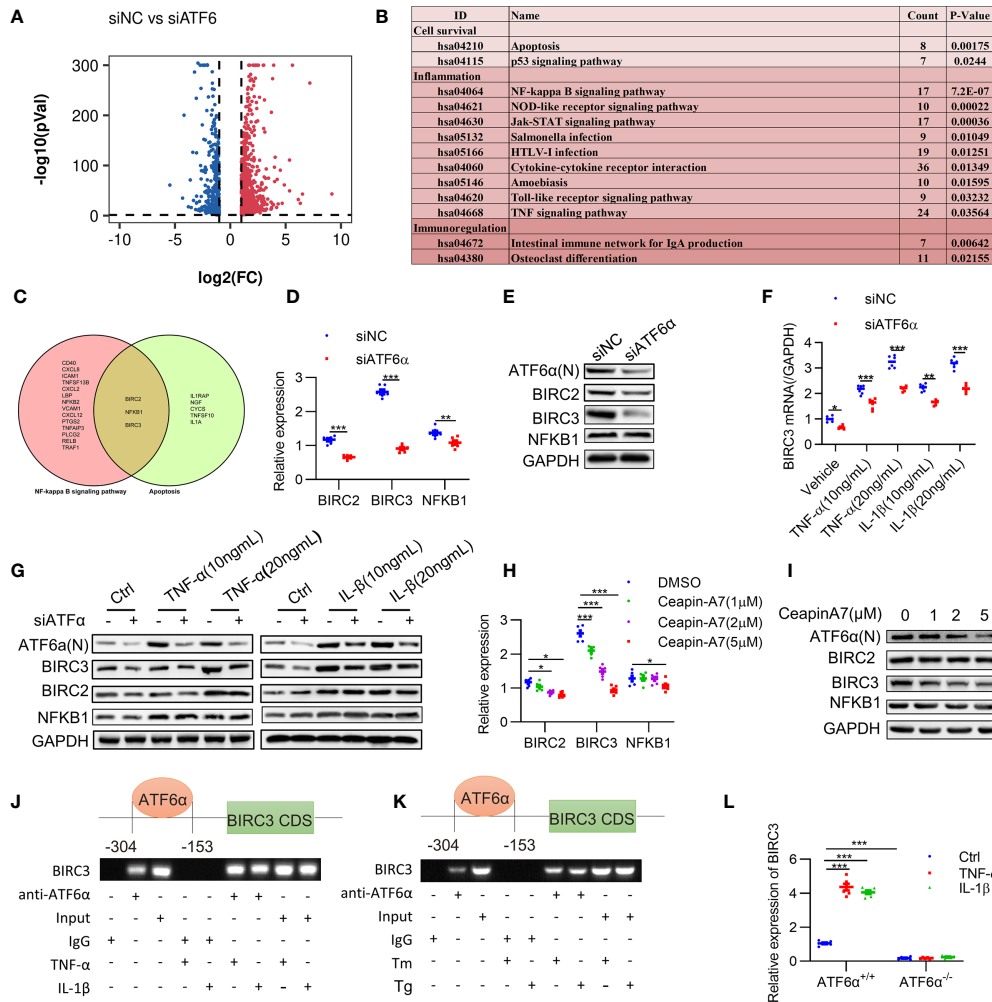 A
siNC vs siATF6
300
200
100
0
-10 -5 0 5 10
-log10(pVal)
log2(FC)
B
ID Name Count P-Value
Cell survival
hsa04210 Apoptosis 8 0.00175
hsa04115 p53 signaling pathway 7 0.0244
Inflammation
hsa04064 NF-kappa B signaling pathway 17 7.2E-07
hsa04621 NOD-like receptor signaling pathway 10 0.00022
hsa04630 Jak-STAT signaling pathway 17 0.00036
hsa05132 Salmonella infection 9 0.01049
hsa05166 HTLV-I infection 19 0.01251
hsa04060 Cytokine-cytokine receptor interaction 36 0.01349
hsa05146 Amoebiasis 10 0.01595
hsa04620 Toll-like receptor signaling pathway 9 0.03232
hsa04668 TNF signaling pathway 24 0.03564
Immunoregulation
hsa04672 Intestinal immune network for IgA production 7 0.00642
hsa04380 Osteoclast differentiation 11 0.02155
C
CD40
CXCL8
ICAM1
TNFSF13B
CXCL2
LBP
NFKB2
VCAM1
CXCL12
PTGS2
TNFAIP3
PLCG2
RELB
TRAF1
BIRC2
NFKB1
BIRC3
IL1RAP
NGF
CYCS
TNFSF10
IL1A
NF-kappa B signaling pathway Apoptosis
D
siNC
siATF6α
Relative expression
3
2
1
0
*** *** **
BIRC2 BIRC3 NFKB1
E
siNC siATF6α
ATF6α(N)
BIRC2
BIRC3
NFKB1
GAPDH
F
siNC
siATF6α
BIRC3 mRNA(/GAPDH)
4
3
2
1
0
* *** *** ** ***
Vehicle
TNF-α(10ng/mL)
TNF-α(20ng/mL)
IL-1β(10ng/mL)
IL-1β(20ng/mL)
G
Ctrl TNF-α(10ngmL) TNF-α(20ngmL) Ctrl IL-β(10ngmL) IL-β(20ngmL)
siATFα - + - + - + - + - + - +
ATF6a(N)
BIRC3
BIRC2
NFKB1
GAPDH
H
DMSO
Ceapin-A7(1μM)
Ceapin-A7(2μM)
Ceapin-A7(5μM)
Relative expression
3
2
1
0
* * *** *** *** *
BIRC2 BIRC3 NFKB1
I
CeapinA7(μM) 0 1 2 5
ATF6α(N)
BIRC2
BIRC3
NFKB1
GAPDH
J
ATF6α
BIRC3 CDS
-304 -153
BIRC3
anti-ATF6α - + - - - + + - -
Input - - + - - - - + +
IgG + - - + + - - - -
TNF-α - - - + - + - + -
IL-1β - - - - + - + - +
K
ATF6α
BIRC3 CDS
-304 -153
BIRC3
anti-ATF6α - + - - - + + - -
Input - - + - - - - + +
IgG + - - + + - - - -
Tm - - - + - + - + -
Tg - - - - + - + - +
L
Ctrl
TNF-α
IL-1β
Relative expression of BIRC3
6
4
2
0
*** *** ***
ATF6α+/+ ATF6α-/-